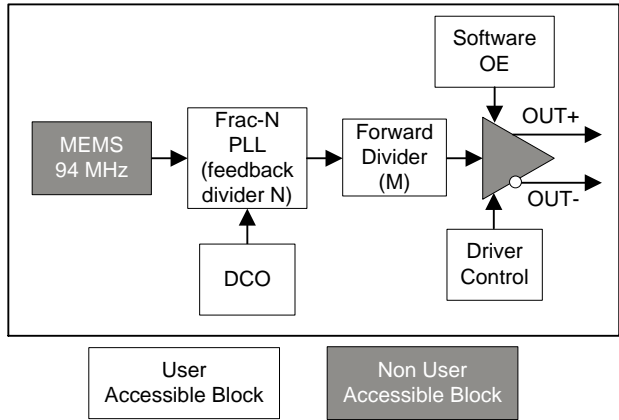 Software
OE
OUT+
Frac-N
PLL
(feedback
divider N)
MEMS
94 MHz
Forward
Divider
(M)
OUT-
DCO
Driver
Control
User
Accessible Block
Non User
Accessible Block